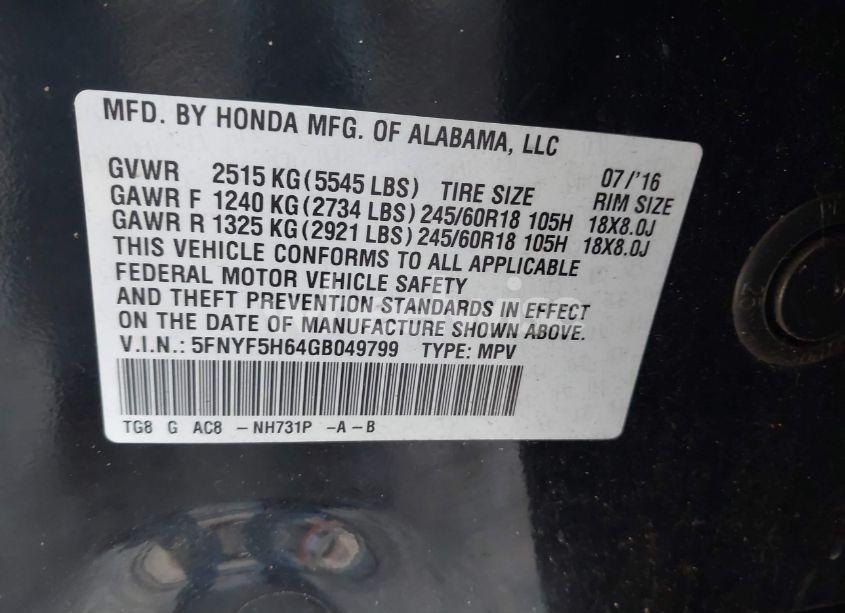 MFD. BY HONDA MFG. OF ALABAMA, LLC
GVWR 2515 KG (5545 LBS) TIRE SIZE 07/'16 RIM SIZE
GAWR F 1240 KG (2734 LBS) 245/60R18 105H 18X8.0J
GAWR R 1325 KG (2921 LBS) 245/60R18 105H 18X8.0J
THIS VEHICLE CONFORMS TO ALL APPLICABLE
FEDERAL MOTOR VEHICLE SAFETY
AND THEFT PREVENTION STANDARDS IN EFFECT
ON THE DATE OF MANUFACTURE SHOWN ABOVE.
V.I.N.: 5FNYF5H64GB049799 TYPE: MPV
TG8 G AC8 – NH731P –A –B